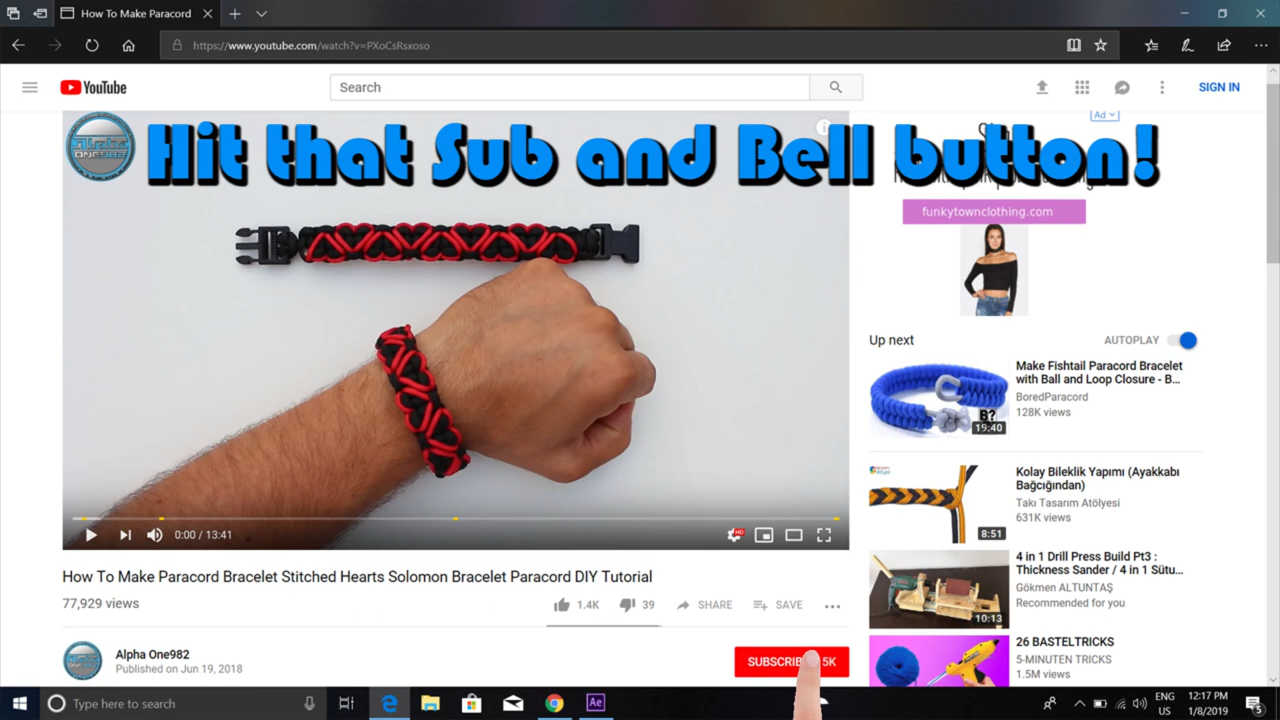 How To Make Paracord
https://www.youtube.com/watch?v=PXoCsRsxoso
YouTube
Search
SIGN IN
Ad
Alpha
ONE982
Hit that Sub and Bell button!
funkytownclothing.com
Up next
AUTOPLAY
Make Fishtail Paracord Bracelet
with Ball and Loop Closure - B...
BoredParacord
128K views
B?
19:40
Kolay Bileklik Yapımı (Ayakkabı
Bağcığından)
Takı Tasarım Atölyesi
631K views
8:51
4 in 1 Drill Press Build Pt3 :
Thickness Sander / 4 in 1 Sütu...
Gökmen ALTUNTAŞ
Recommended for you
10:13
26 BASTELTRICKS
5-MINUTEN TRICKS
1.5M views
0:00 / 13:41
HD
How To Make Paracord Bracelet Stitched Hearts Solomon Bracelet Paracord DIY Tutorial
77,929 views
1.4K
39
SHARE
SAVE
Alpha One982
Published on Jun 19, 2018
SUBSCRIB 5K
Type here to search
Ae
ENG
US
12:17 PM
1/8/2019
5